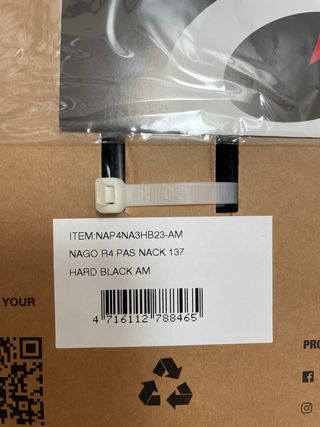 ITEM:NAP4NA3HB23-AM
NAGO R4 PAS NACK 137
HARD BLACK AM
4 716112 788465
YOUR
PRO